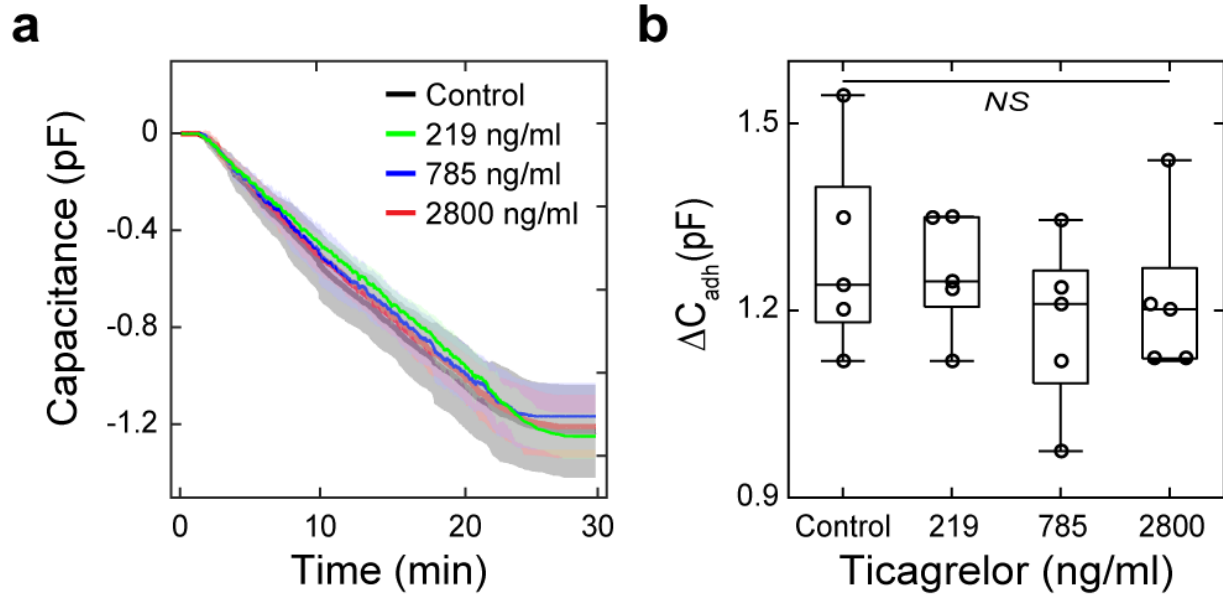 a
Control
219 ng/ml
785 ng/ml
2800 ng/ml
0
-0.4
-0.8
-1.2
Capacitance (pF)
0 10 20 30
Time (min)
b
NS
1.5
1.2
0.9
ΔCadh(pF)
Control 219 785 2800
Ticagrelor (ng/ml)